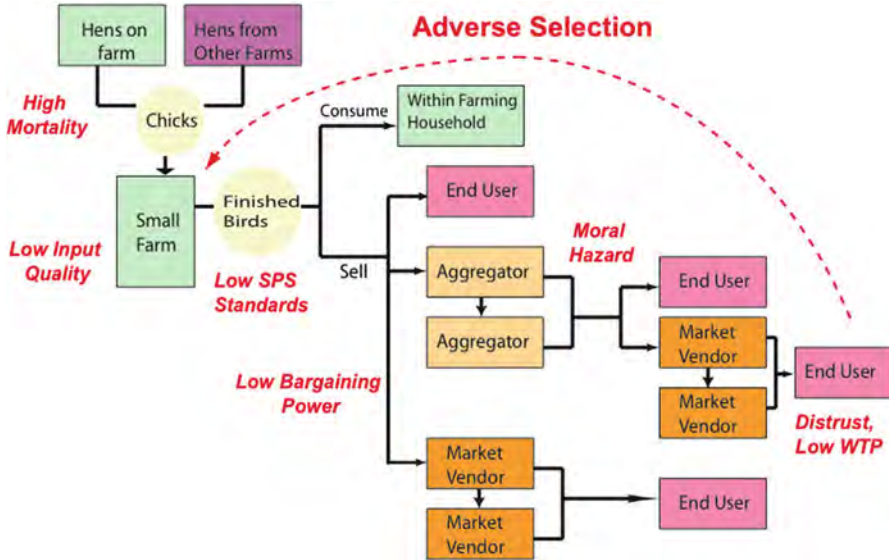 Adverse Selection
Hens on
farm
Hens from
Other Farms
High
Mortality
Chicks
Consume
Within Farming
Household
Small
Farm
Finished
Birds
End User
Low Input
Quality
Low SPS
Standards
Sell
Moral
Hazard
Aggregator
End User
Aggregator
Market
Vendor
End User
Low Bargaining
Power
Market
Vendor
Distrust,
Low WTP
Market
Vendor
End User
Market
Vendor